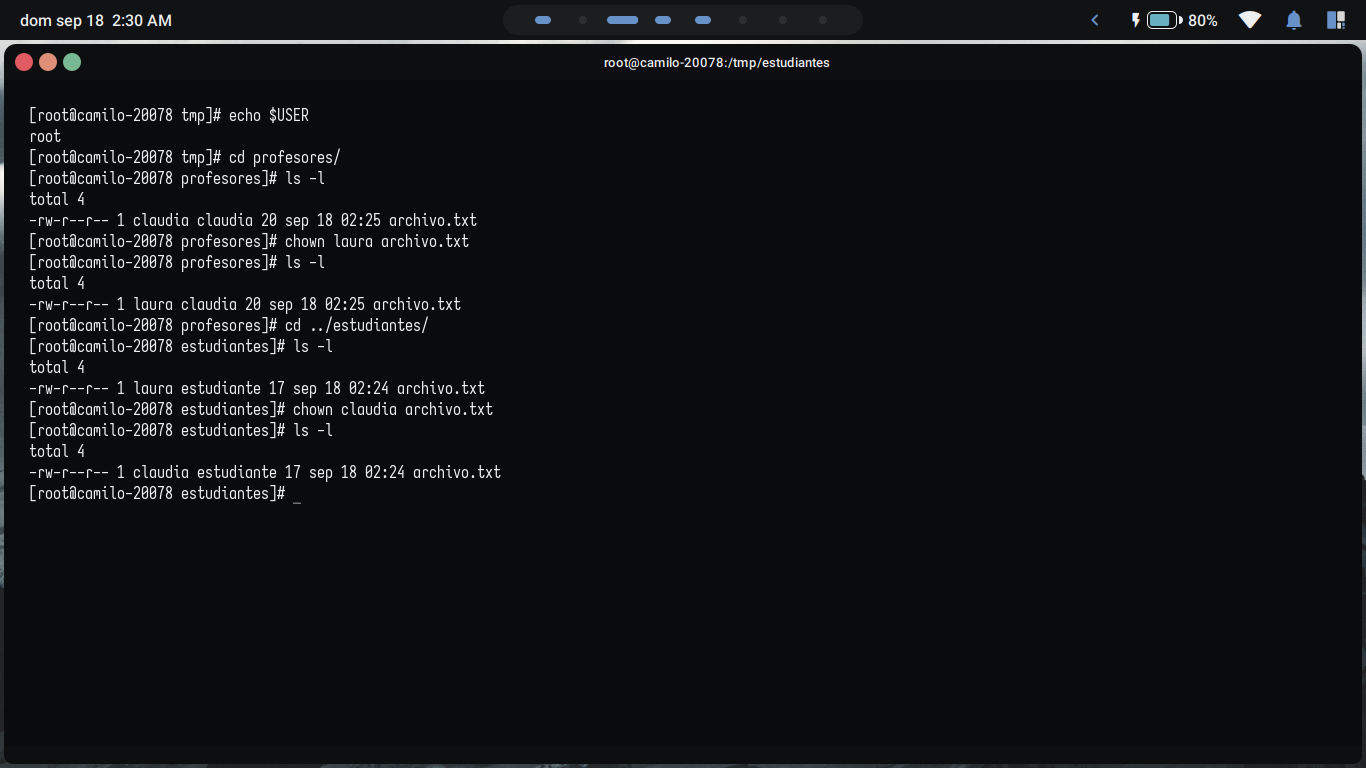 dom sep 18 2:30 AM
80%
root@camilo-20078:/tmp/estudiantes
[root@camilo-20078 tmp]# echo $USER
root
[root@camilo-20078 tmp]# cd profesores/
[root@camilo-20078 profesores]# ls -l
total 4
-rw-r--r-- 1 claudia claudia 20 sep 18 02:25 archivo.txt
[root@camilo-20078 profesores]# chown laura archivo.txt
[root@camilo-20078 profesores]# ls -l
total 4
-rw-r--r-- 1 laura claudia 20 sep 18 02:25 archivo.txt
[root@camilo-20078 profesores]# cd ../estudiantes/
[root@camilo-20078 estudiantes]# ls -l
total 4
-rw-r--r-- 1 laura estudiante 17 sep 18 02:24 archivo.txt
[root@camilo-20078 estudiantes]# chown claudia archivo.txt
[root@camilo-20078 estudiantes]# ls -l
total 4
-rw-r--r-- 1 claudia estudiante 17 sep 18 02:24 archivo.txt
[root@camilo-20078 estudiantes]# _